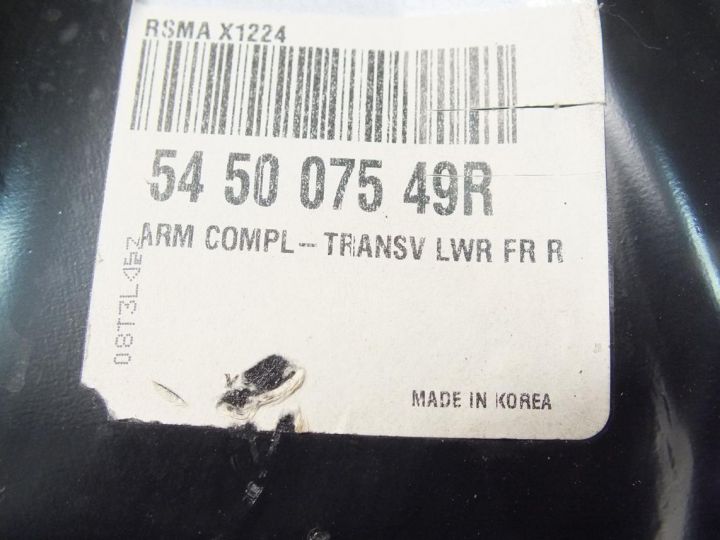 RSMA X1224
54 50 075 49R
ARM COMPL-TRANSV LWR FR R
MADE IN KOREA